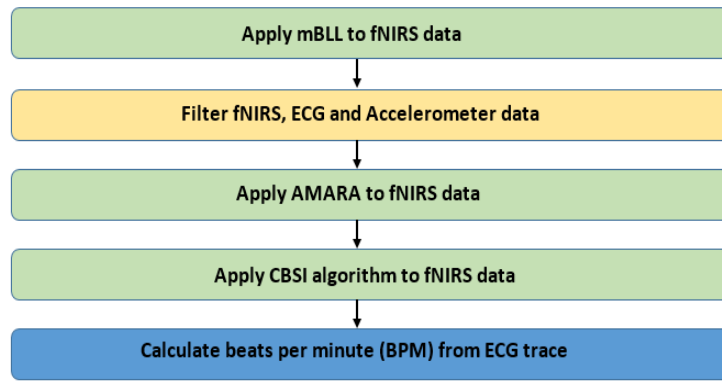 Apply mBLL to fNIRS data
Filter fNIRS, ECG and Accelerometer data
Apply AMARA to fNIRS data
Apply CBSI algorithm to fNIRS data
Calculate beats per minute (BPM) from ECG trace